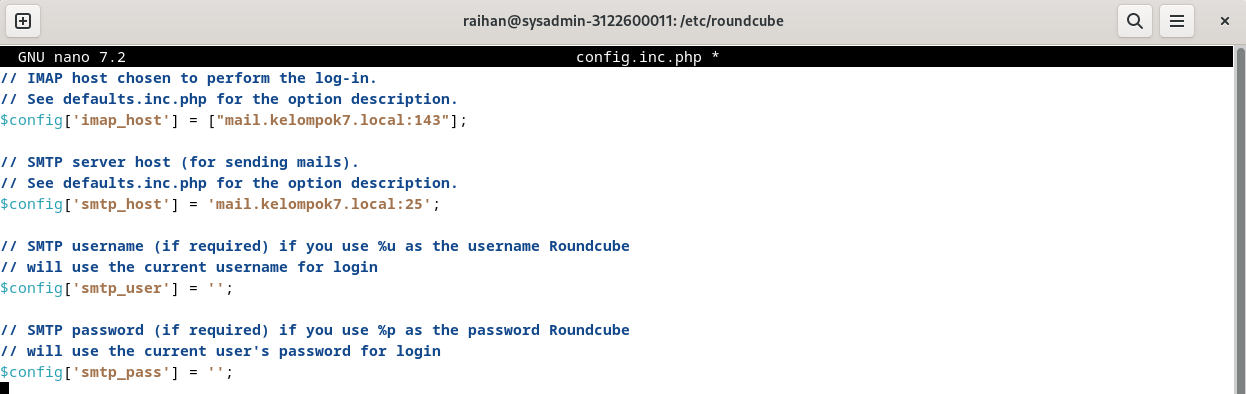 raihan@sysadmin-3122600011: /etc/roundcube
GNU nano 7.2 config.inc.php *
// IMAP host chosen to perform the log-in.
// See defaults.inc.php for the option description.
$config['imap_host'] = ["mail.kelompok7.local:143"];
// SMTP server host (for sending mails).
// See defaults.inc.php for the option description.
$config['smtp_host'] = 'mail.kelompok7.local:25';
// SMTP username (if required) if you use %u as the username Roundcube
// will use the current username for login
$config['smtp_user'] = '';
// SMTP password (if required) if you use %p as the password Roundcube
// will use the current user's password for login
$config['smtp_pass'] = '';